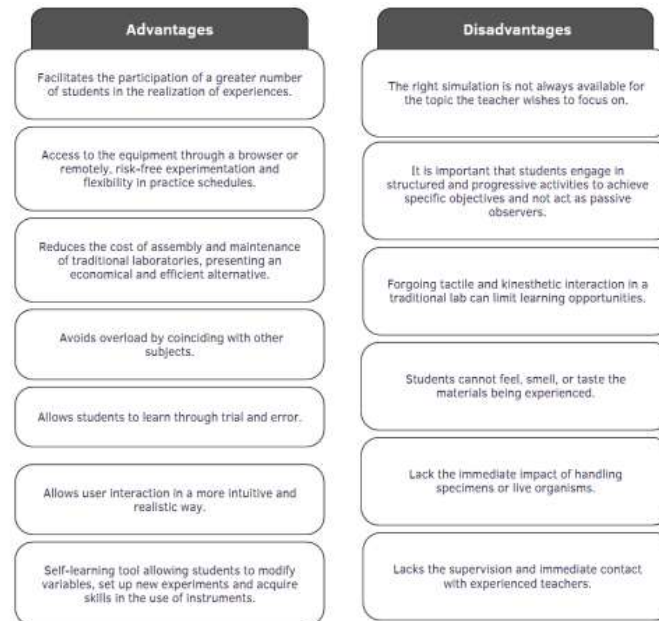 Advantages
Facilitates the participation of a greater number
of students in the realization of experiences.
Access to the equipment through a browser or
remotely, risk-free experimentation and
flexibility in practice schedules.
Reduces the cost of assembly and maintenance
of traditional laboratories, presenting an
economical and efficient alternative.
Avoids overload by coinciding with other
subjects.
Allows students to learn through trial and error.
Allows user interaction in a more intuitive and
realistic way.
Self-learning tool allowing students to modify
variables, set up new experiments and acquire
skills in the use of instruments.
Disadvantages
The right simulation is not always available for
the topic the teacher wishes to focus on.
It is important that students engage in
structured and progressive activities to achieve
specific objectives and not act as passive
observers.
Forgoing tactile and kinesthetic interaction in a
traditional lab can limit learning opportunities.
Students cannot feel, smell, or taste the
materials being experienced.
Lack the immediate impact of handling
specimens or live organisms.
Lacks the supervision and immediate contact
with experienced teachers.